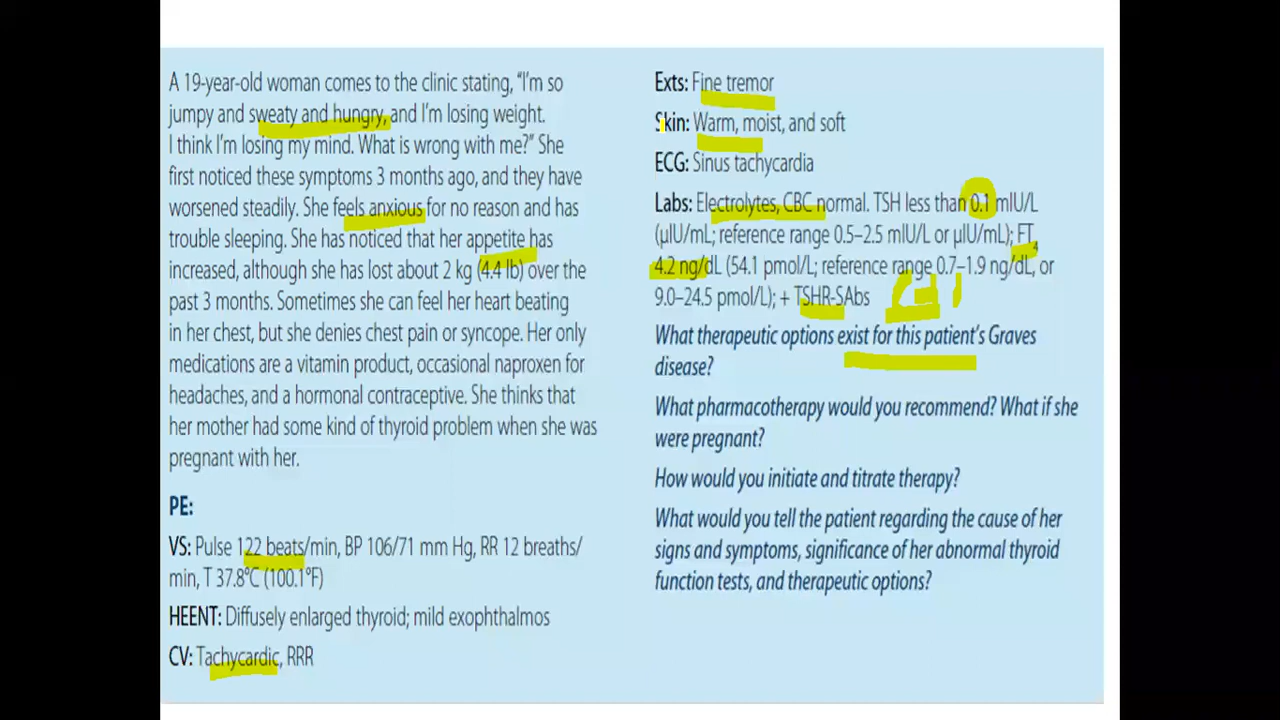 A 19-year-old woman comes to the clinic stating, “I’m so
jumpy and sweaty and hungry, and I’m losing weight.
I think I’m losing my mind. What is wrong with me?” She
first noticed these symptoms 3 months ago, and they have
worsened steadily. She feels anxious for no reason and has
trouble sleeping. She has noticed that her appetite has
increased, although she has lost about 2 kg (4.4 lb) over the
past 3 months. Sometimes she can feel her heart beating
in her chest, but she denies chest pain or syncope. Her only
medications are a vitamin product, occasional naproxen for
headaches, and a hormonal contraceptive. She thinks that
her mother had some kind of thyroid problem when she was
pregnant with her.
PE:
VS: Pulse 122 beats/min, BP 106/71 mm Hg, RR 12 breaths/
min, T 37.8°C (100.1°F)
HEENT: Diffusely enlarged thyroid; mild exophthalmos
CV: Tachycardic, RRR
Exts: Fine tremor
Skin: Warm, moist, and soft
ECG: Sinus tachycardia
Labs: Electrolytes, CBC normal. TSH less than 0.1 mIU/L
(μIU/mL; reference range 0.5–2.5 mIU/L or μIU/mL); FT4
4.2 ng/dL (54.1 pmol/L; reference range 0.7–1.9 ng/dL, or
9.0–24.5 pmol/L); + TSHR-SAbs
What therapeutic options exist for this patient’s Graves
disease?
What pharmacotherapy would you recommend? What if she
were pregnant?
How would you initiate and titrate therapy?
What would you tell the patient regarding the cause of her
signs and symptoms, significance of her abnormal thyroid
function tests, and therapeutic options?